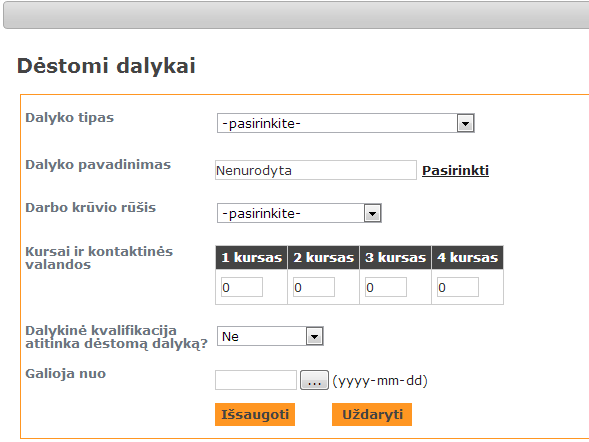 Dėstomi dalykai
Dalyko tipas
-pasirinkite-
Dalyko pavadinimas
Nenurodyta Pasirinkti
Darbo krūvio rūšis
-pasirinkite-
Kursai ir kontaktinės
valandos
1 kursas 2 kursas 3 kursas 4 kursas
0 0 0 0
Dalykinė kvalifikacija
atitinka dėstomą dalyką?
Ne
Galioja nuo
... (yyyy-mm-dd)
Išsaugoti Uždaryti